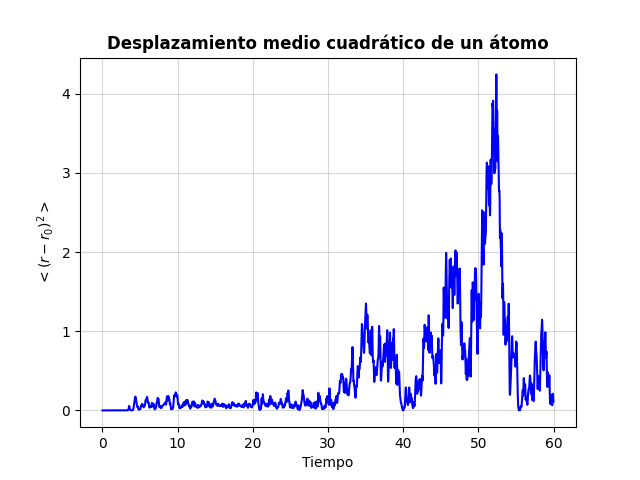 Desplazamiento medio cuadrático de un átomo
4
3
2
1
0
< (r − r₀)² >
0 10 20 30 40 50 60
Tiempo